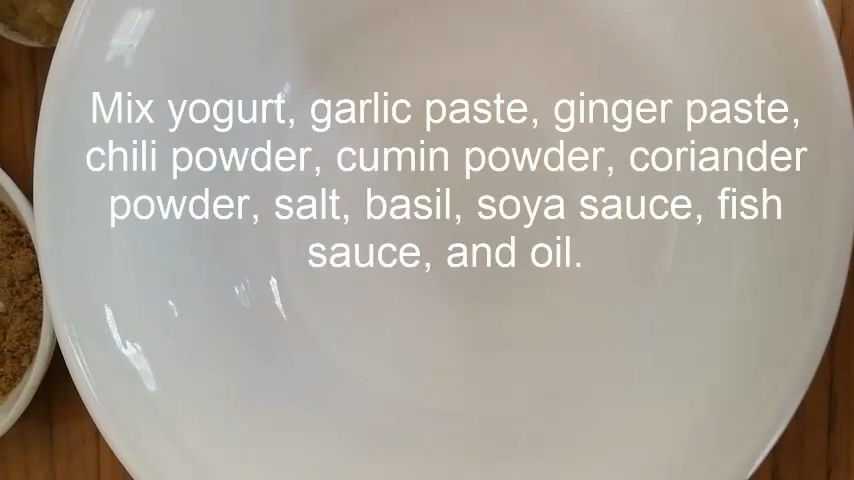 Mix yogurt, garlic paste, ginger paste,
chili powder, cumin powder, coriander
powder, salt, basil, soya sauce, fish
sauce, and oil.